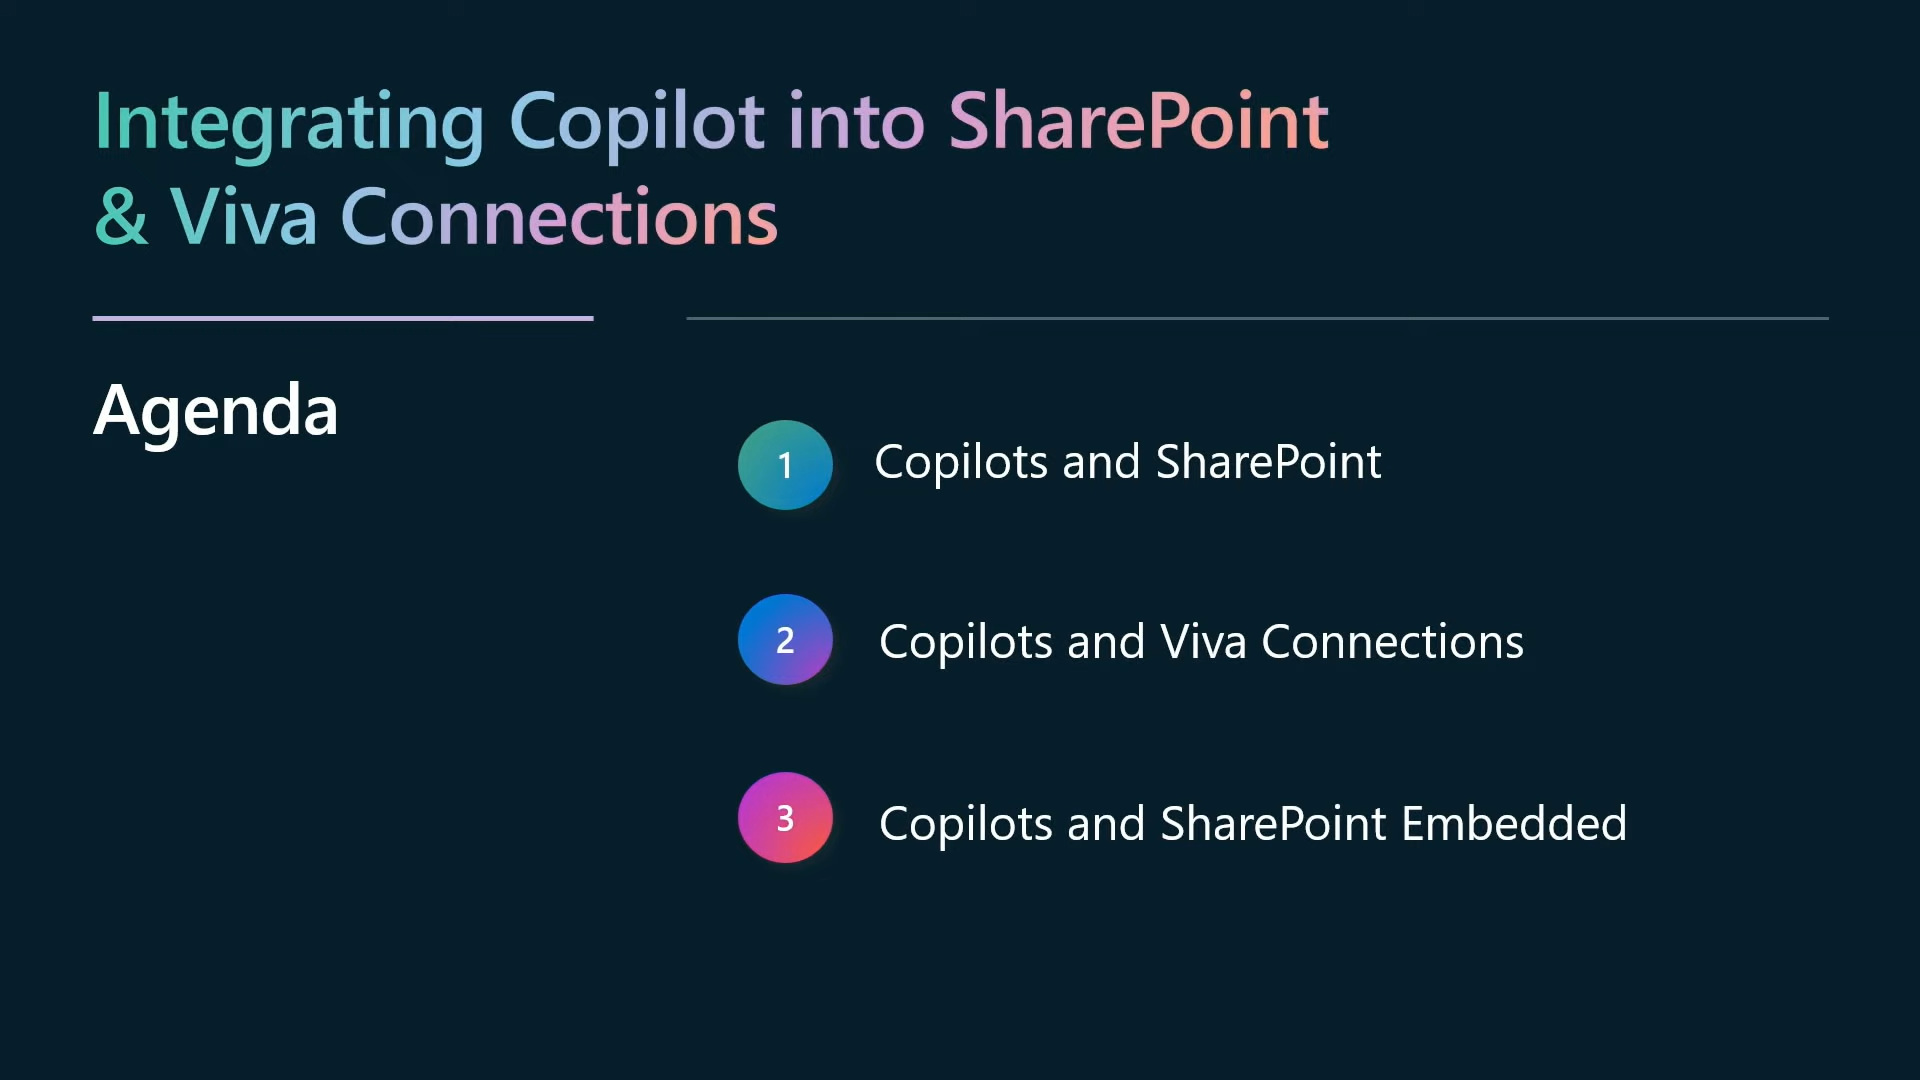 Integrating Copilot into SharePoint
& Viva Connections
Agenda
1 Copilots and SharePoint
2 Copilots and Viva Connections
3 Copilots and SharePoint Embedded